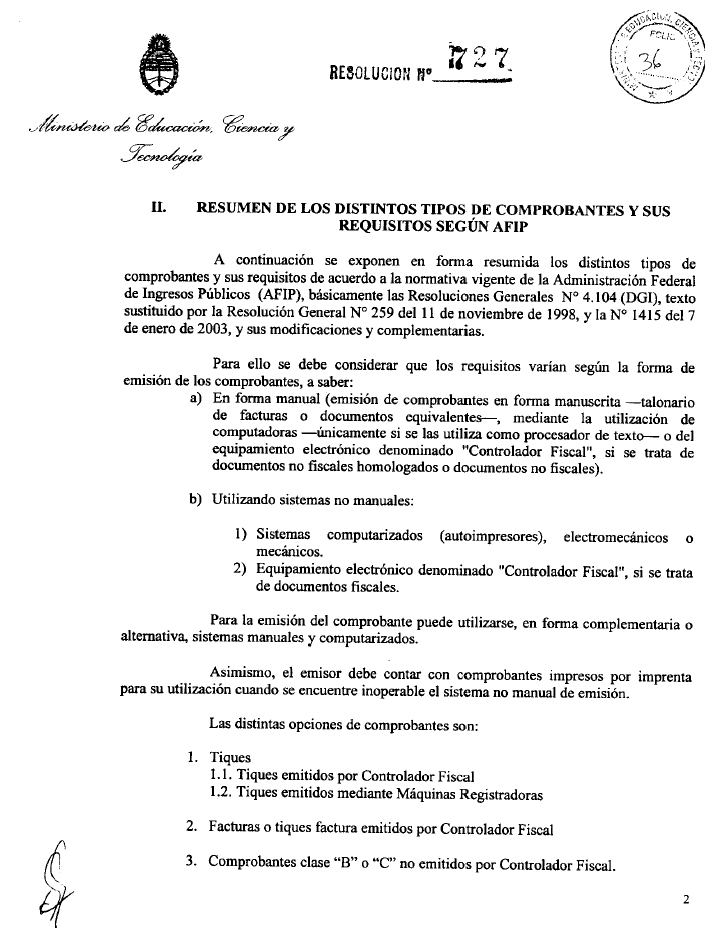 RESOLUCION Nº 727
EDUCACIÓN, CIENCIA
FOLIO
36
Ministerio de Educación, Ciencia y
Tecnología
II. RESUMEN DE LOS DISTINTOS TIPOS DE COMPROBANTES Y SUS
REQUISITOS SEGÚN AFIP
A continuación se exponen en forma resumida los distintos tipos de
comprobantes y sus requisitos de acuerdo a la normativa vigente de la Administración Federal
de Ingresos Públicos (AFIP), básicamente las Resoluciones Generales N° 4.104 (DGI), texto
sustituido por la Resolución General N° 259 del 11 de noviembre de 1998, y la N° 1415 del 7
de enero de 2003, y sus modificaciones y complementarias.
Para ello se debe considerar que los requisitos varían según la forma de
emisión de los comprobantes, a saber:
a) En forma manual (emisión de comprobantes en forma manuscrita —talonario
de facturas o documentos equivalentes—, mediante la utilización de
computadoras —únicamente si se las utiliza como procesador de texto— o del
equipamiento electrónico denominado "Controlador Fiscal", si se trata de
documentos no fiscales homologados o documentos no fiscales).
b) Utilizando sistemas no manuales:
1) Sistemas computarizados (autoimpresores), electromecánicos o
mecánicos.
2) Equipamiento electrónico denominado "Controlador Fiscal", si se trata
de documentos fiscales.
Para la emisión del comprobante puede utilizarse, en forma complementaria o
alternativa, sistemas manuales y computarizados.
Asimismo, el emisor debe contar con comprobantes impresos por imprenta
para su utilización cuando se encuentre inoperable el sistema no manual de emisión.
Las distintas opciones de comprobantes son:
1. Tiques
1.1. Tiques emitidos por Controlador Fiscal
1.2. Tiques emitidos mediante Máquinas Registradoras
2. Facturas o tiques factura emitidos por Controlador Fiscal
3. Comprobantes clase “B” o “C” no emitidos por Controlador Fiscal.
2